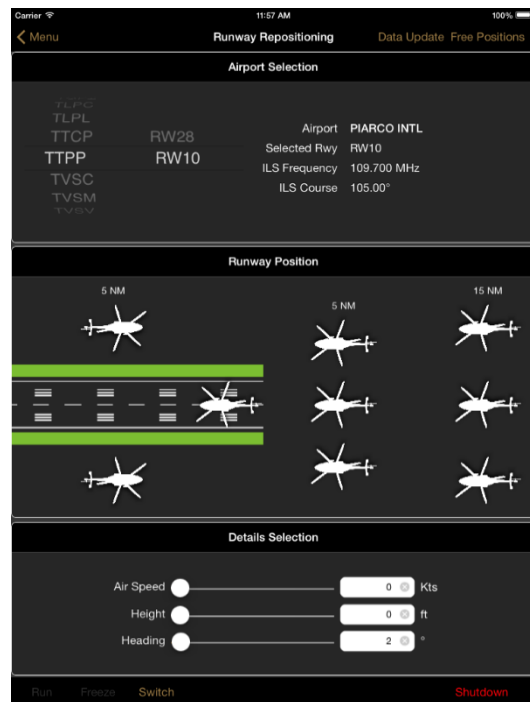 Carrier 11:57 AM 100%
Menu Runway Repositioning Data Update Free Positions
Airport Selection
TLPC
TLPL
TTCP RW28
TTPP RW10
TVSC
TVSM
TVSV
Airport PIARCO INTL
Selected Rwy RW10
ILS Frequency 109.700 MHz
ILS Course 105.00°
Runway Position
5 NM 5 NM 15 NM
Details Selection
Air Speed 0 Kts
Height 0 ft
Heading 2 °
Run Freeze Switch Shutdown